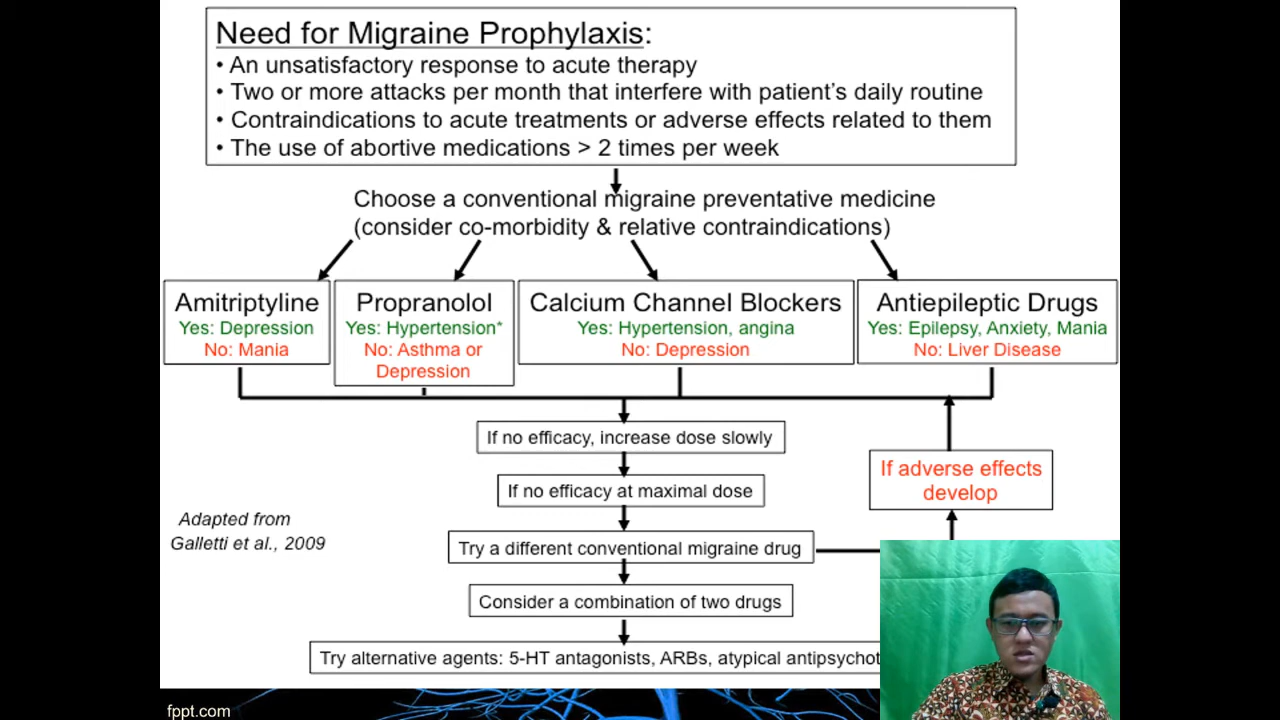 Need for Migraine Prophylaxis:
• An unsatisfactory response to acute therapy
• Two or more attacks per month that interfere with patient's daily routine
• Contraindications to acute treatments or adverse effects related to them
• The use of abortive medications > 2 times per week
Choose a conventional migraine preventative medicine
(consider co-morbidity & relative contraindications)
Amitriptyline
Yes: Depression
No: Mania
Propranolol
Yes: Hypertension*
No: Asthma or
Depression
Calcium Channel Blockers
Yes: Hypertension, angina
No: Depression
Antiepileptic Drugs
Yes: Epilepsy, Anxiety, Mania
No: Liver Disease
If no efficacy, increase dose slowly
If no efficacy at maximal dose
Try a different conventional migraine drug
If adverse effects
develop
Consider a combination of two drugs
Try alternative agents: 5-HT antagonists, ARBs, atypical
Adapted from
Galletti et al., 2009
fppt.com